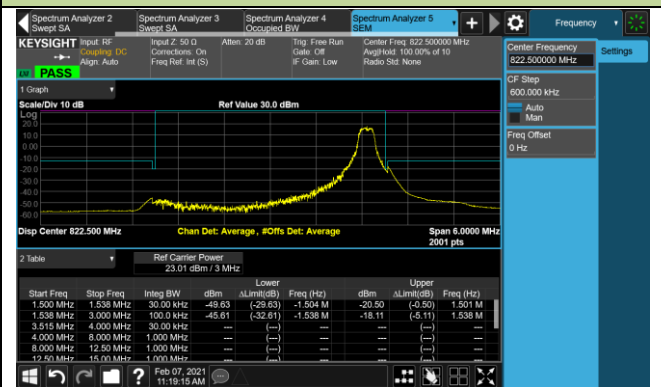 Spectrum Analyzer 2
Swept SA
Spectrum Analyzer 3
Swept SA
Spectrum Analyzer 4
Occupied BW
Spectrum Analyzer 5
SEM
Frequency
KEYSIGHT
Input: RF
Coupling: DC
Align: Auto
Input Z: 50 Ω
Corrections: On
Freq Ref: Int (S)
Atten: 20 dB
Trig: Free Run
Gate: Off
IF Gain: Low
Center Freq: 822.500000 MHz
Avg|Hold: 100.00% of 10
Radio Std: None
PASS
Center Frequency
822.500000 MHz
Settings
CF Step
600.000 kHz
Auto
Man
Freq Offset
0 Hz
1 Graph
Scale/Div 10 dB
Ref Value 30.0 dBm
Log
20.0
10.0
0.00
-10.0
-20.0
-30.0
-40.0
-50.0
-60.0
Disp Center 822.500 MHz
Chan Det: Average, #Offs Det: Average
Span 6.0000 MHz
2001 pts
2 Table
Ref Carrier Power
23.01 dBm / 3 MHz
Lower Upper
Start Freq Stop Freq Integ BW dBm ΔLimit(dB) Freq (Hz) dBm ΔLimit(dB) Freq (Hz)
1.500 MHz 1.538 MHz 30.00 kHz -49.63 (-29.63) -1.504 M -20.50 (-0.50) 1.501 M
1.538 MHz 3.000 MHz 100.0 kHz -45.61 (-32.61) -1.538 M -18.11 (-5.11) 1.538 M
3.515 MHz 4.000 MHz 30.00 kHz --- (---) --- --- (---) ---
4.000 MHz 8.000 MHz 1.000 MHz --- (---) --- --- (---) ---
8.000 MHz 12.50 MHz 1.000 MHz --- (---) --- --- (---) ---
12.50 MHz 15.00 MHz 1.000 MHz --- (---) --- --- (---) ---
Feb 07, 2021
11:19:15 AM